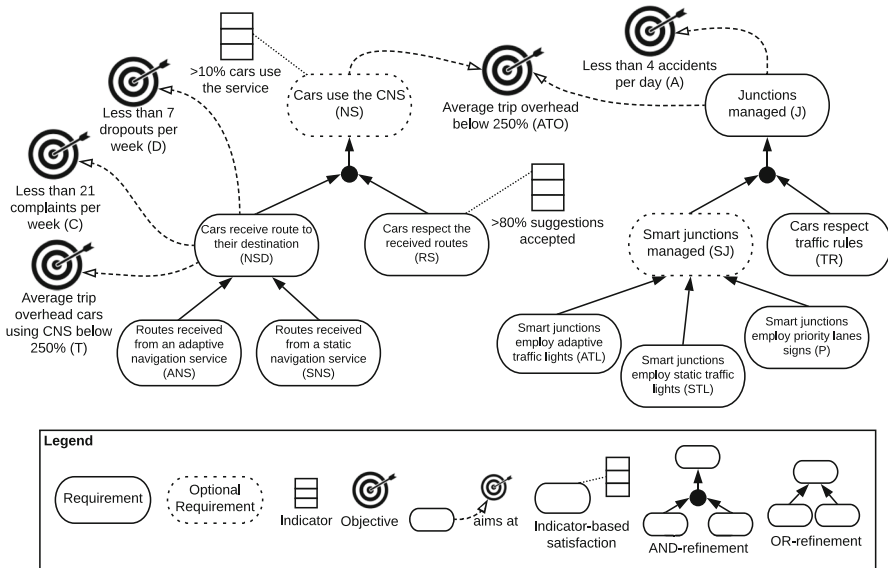 >10% cars use
the service
Cars use the CNS
(NS)
Average trip overhead
below 250% (ATO)
Less than 4 accidents
per day (A)
Junctions
managed (J)
Less than 7
dropouts per
week (D)
Less than 21
complaints per
week (C)
Average trip
overhead cars
using CNS below
250% (T)
Cars receive route to
their destination
(NSD)
Cars respect the
received routes
(RS)
>80% suggestions
accepted
Smart junctions
managed (SJ)
Cars respect
traffic rules
(TR)
Routes received
from an adaptive
navigation service
(ANS)
Routes received
from a static
navigation service
(SNS)
Smart junctions
employ adaptive
traffic lights (ATL)
Smart junctions
employ static traffic
lights (STL)
Smart junctions
employ priority lanes
signs (P)
Legend
Requirement
Optional
Requirement
Indicator
Objective
aims at
Indicator-based
satisfaction
AND-refinement
OR-refinement